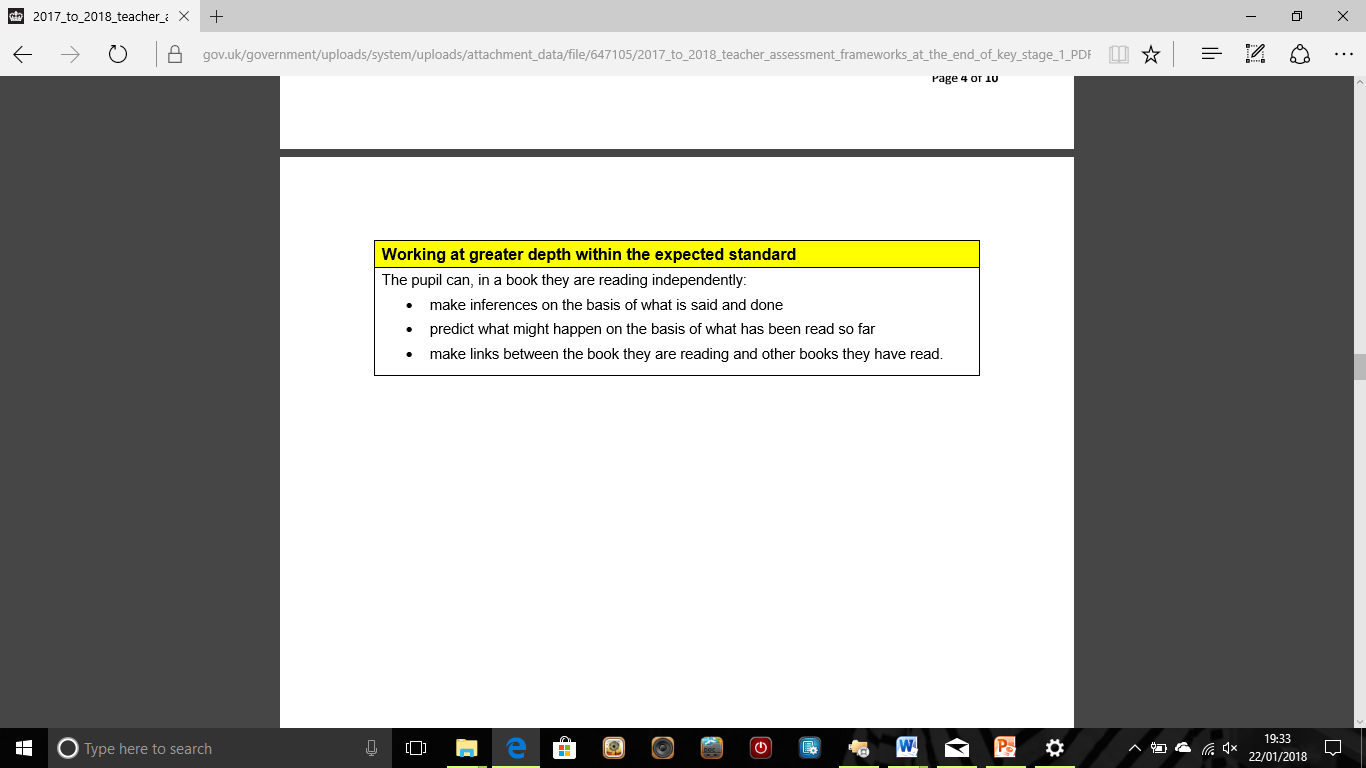 2017_to_2018_teacher_a
gov.uk/government/uploads/system/uploads/attachment_data/file/647105/2017_to_2018_teacher_assessment_frameworks_at_the_end_of_key_stage_1_PDF
Page 4 of 10
Working at greater depth within the expected standard
The pupil can, in a book they are reading independently:
• make inferences on the basis of what is said and done
• predict what might happen on the basis of what has been read so far
• make links between the book they are reading and other books they have read.
Type here to search
19:33
22/01/2018